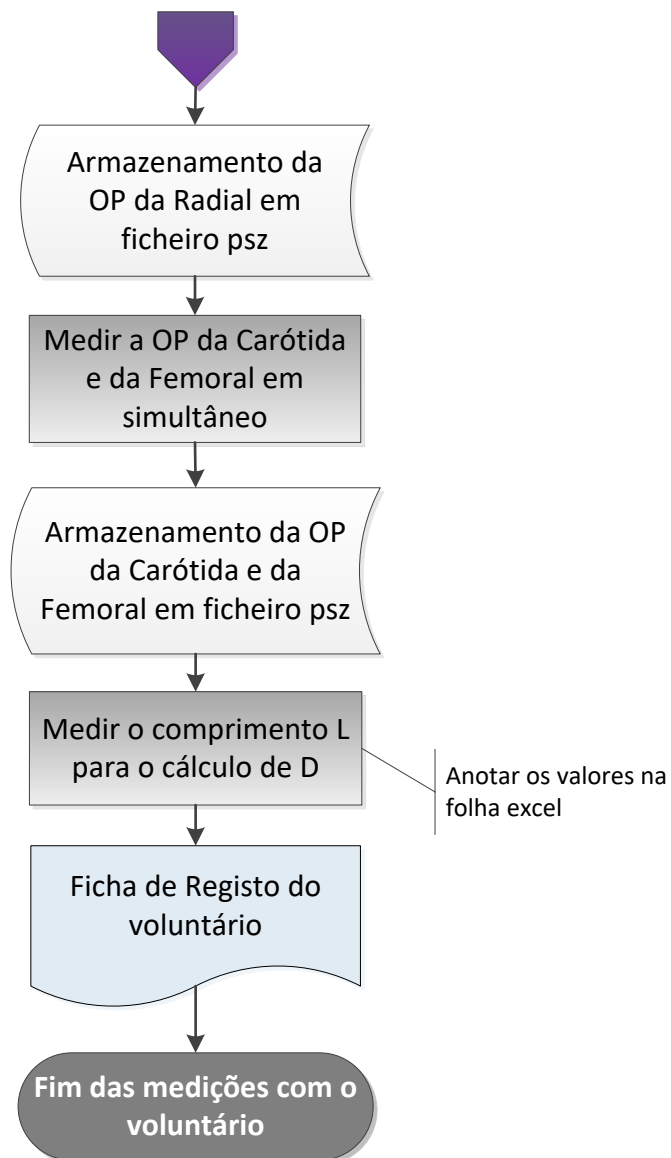 Armazenamento da
OP da Radial em
ficheiro psz
Medir a OP da Carótida
e da Femoral em
simultâneo
Armazenamento da OP
da Carótida e da
Femoral em ficheiro psz
Medir o comprimento L
para o cálculo de D
Anotar os valores na
folha excel
Ficha de Registo do
voluntário
Fim das medições com o
voluntário